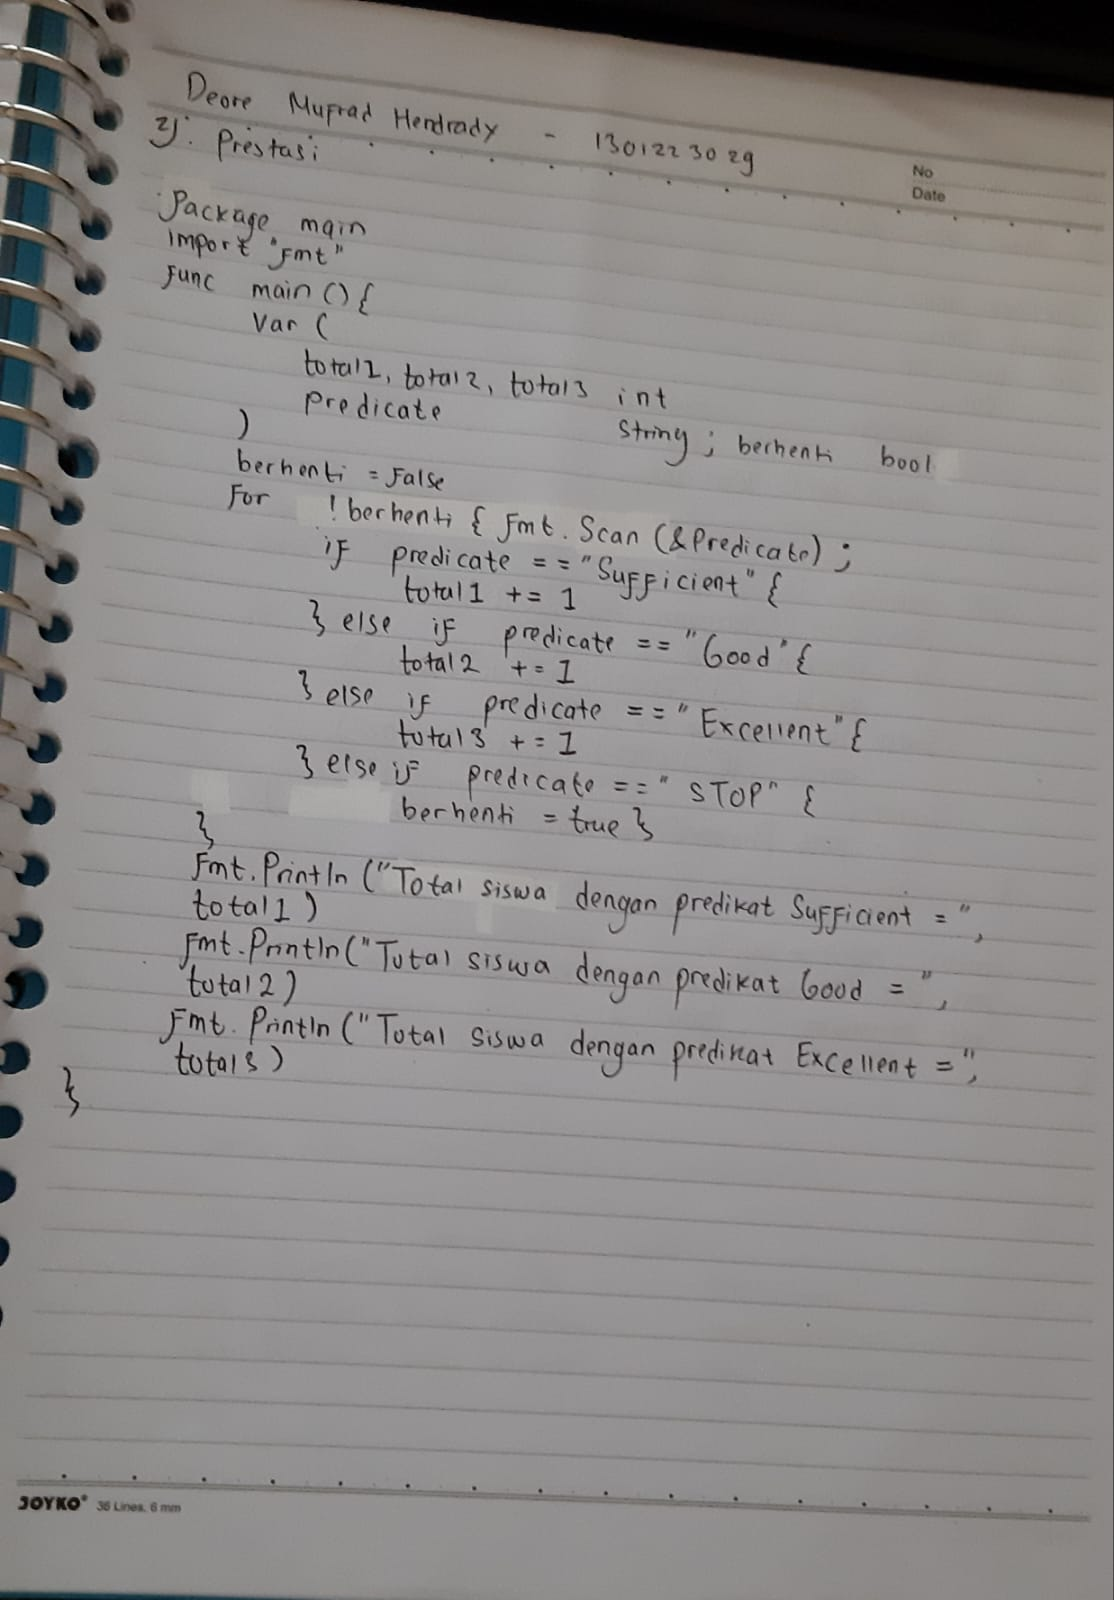 Deore Mufrad Hendrady - 1301223029
2). Prestasi
No
Date
Package main
import "fmt"
Func main () {
Var (
total1, total2, total3 int
Predicate String ; berhenti bool
)
berhenti = False
For ! berhenti { Fmt. Scan (&Predicate) ;
if predicate == "Sufficient" {
total1 += 1
} else if predicate == "Good" {
total2 += 1
} else if predicate == "Excellent" {
total3 += 1
} else if predicate == "STOP" {
berhenti = true }
}
Fmt. Println ("Total siswa dengan predikat Sufficient = ",
total1 )
Fmt. Println ("Total siswa dengan predikat Good = ",
total2 )
Fmt. Println ("Total siswa dengan predikat Excellent = ",
total3 )
}
JOYKO® 36 Lines, 6 mm